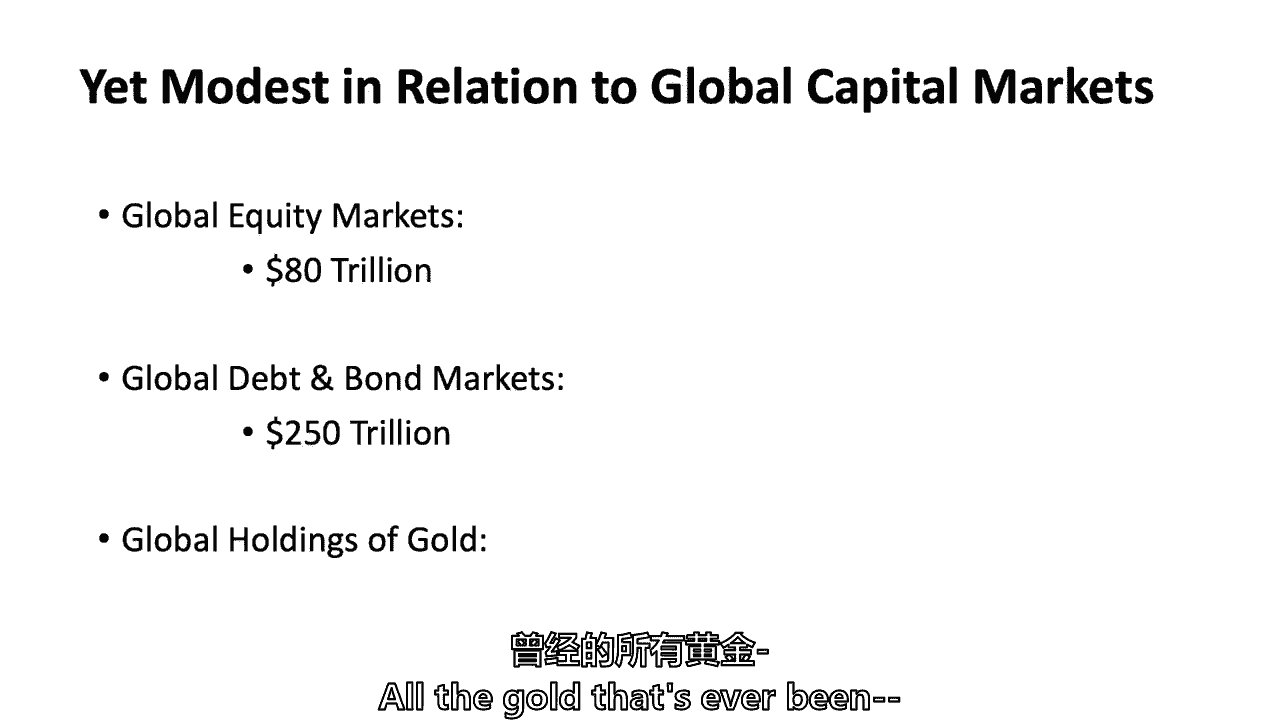 Yet Modest in Relation to Global Capital Markets
• Global Equity Markets:
• $80 Trillion
• Global Debt & Bond Markets:
• $250 Trillion
• Global Holdings of Gold:
曾经的所有黄金-
All the gold that's ever been--